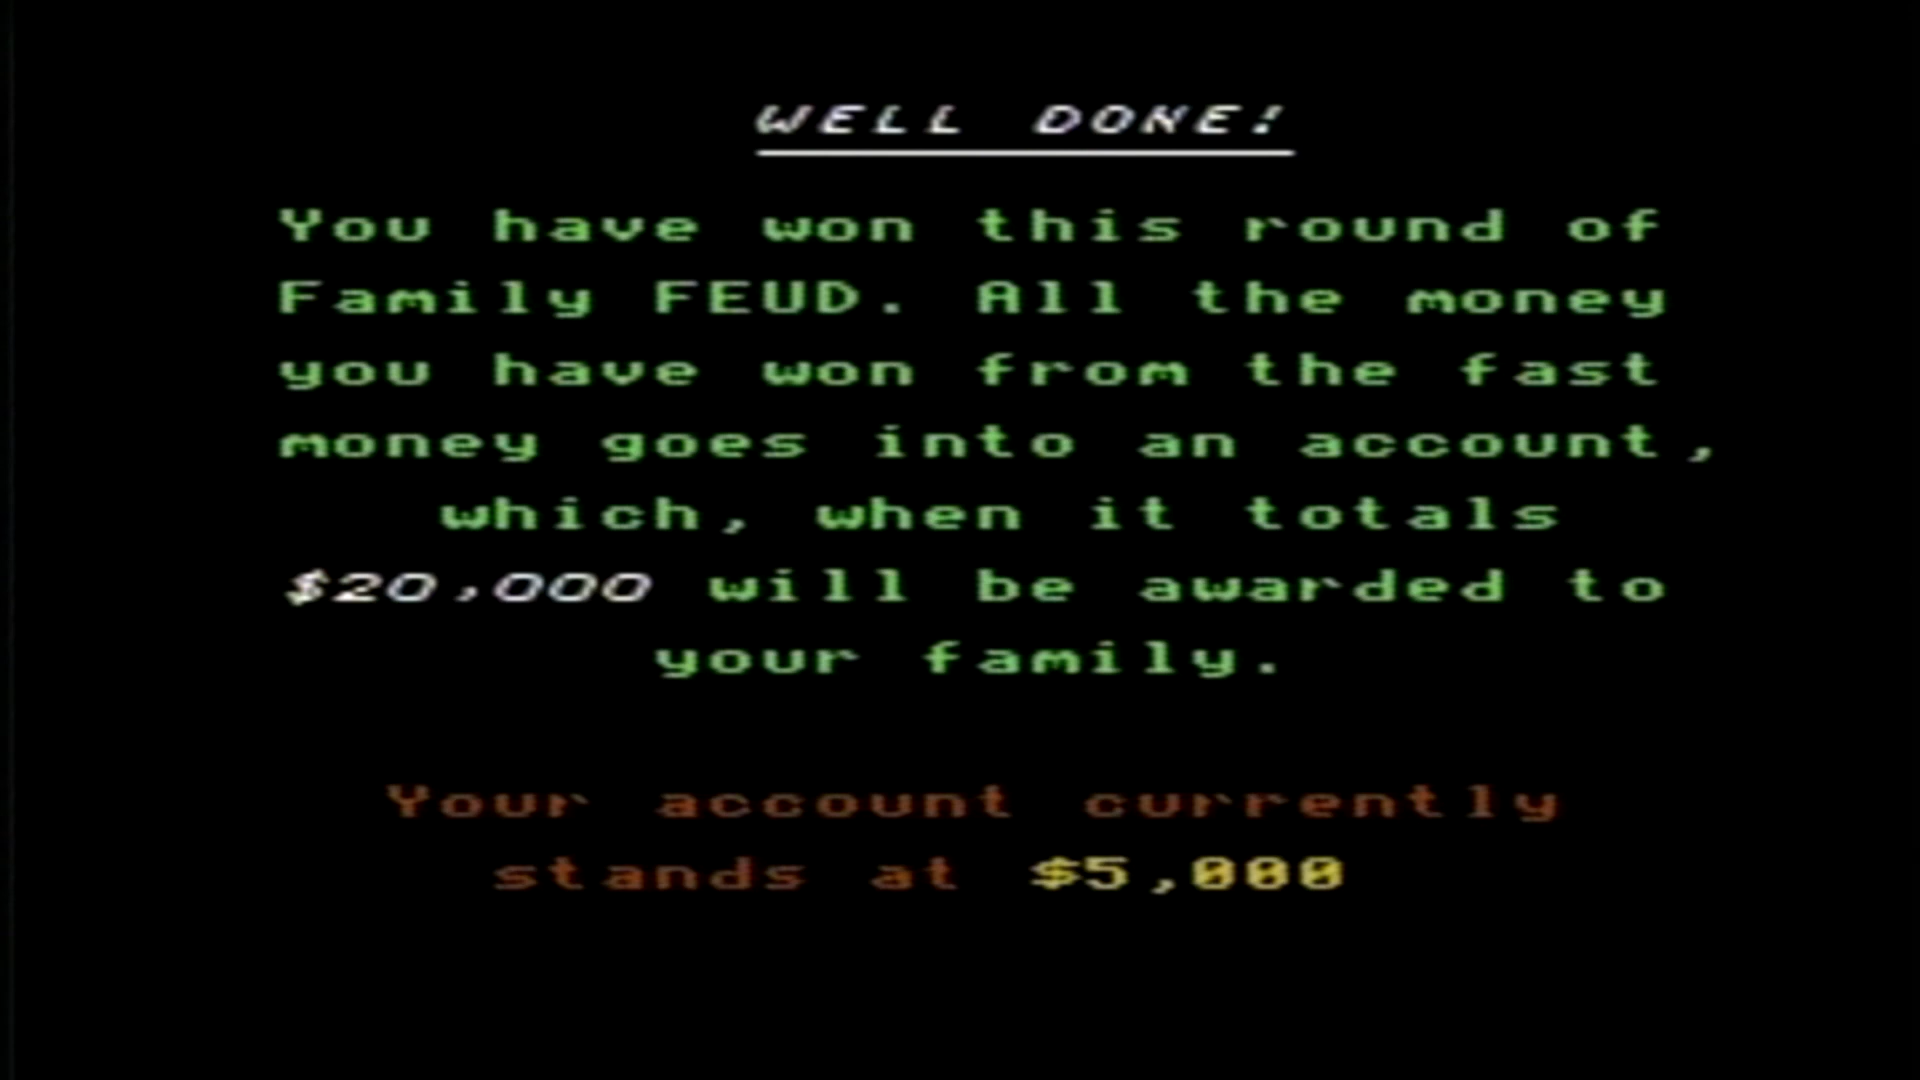 WELL DONE!
You have won this round of
Family FEUD. All the money
you have won from the fast
money goes into an account,
which, when it totals
$20,000 will be awarded to
your family.
Your account currently
stands at $5,000